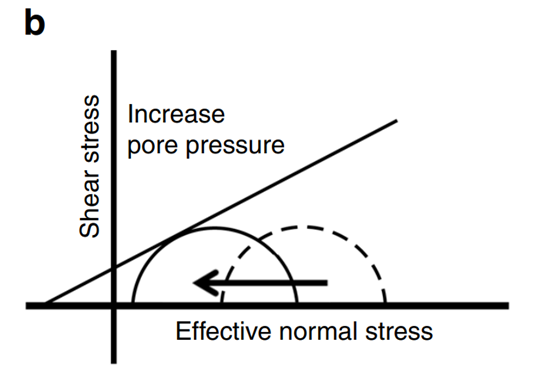 b
Increase
pore pressure
Shear stress
Effective normal stress